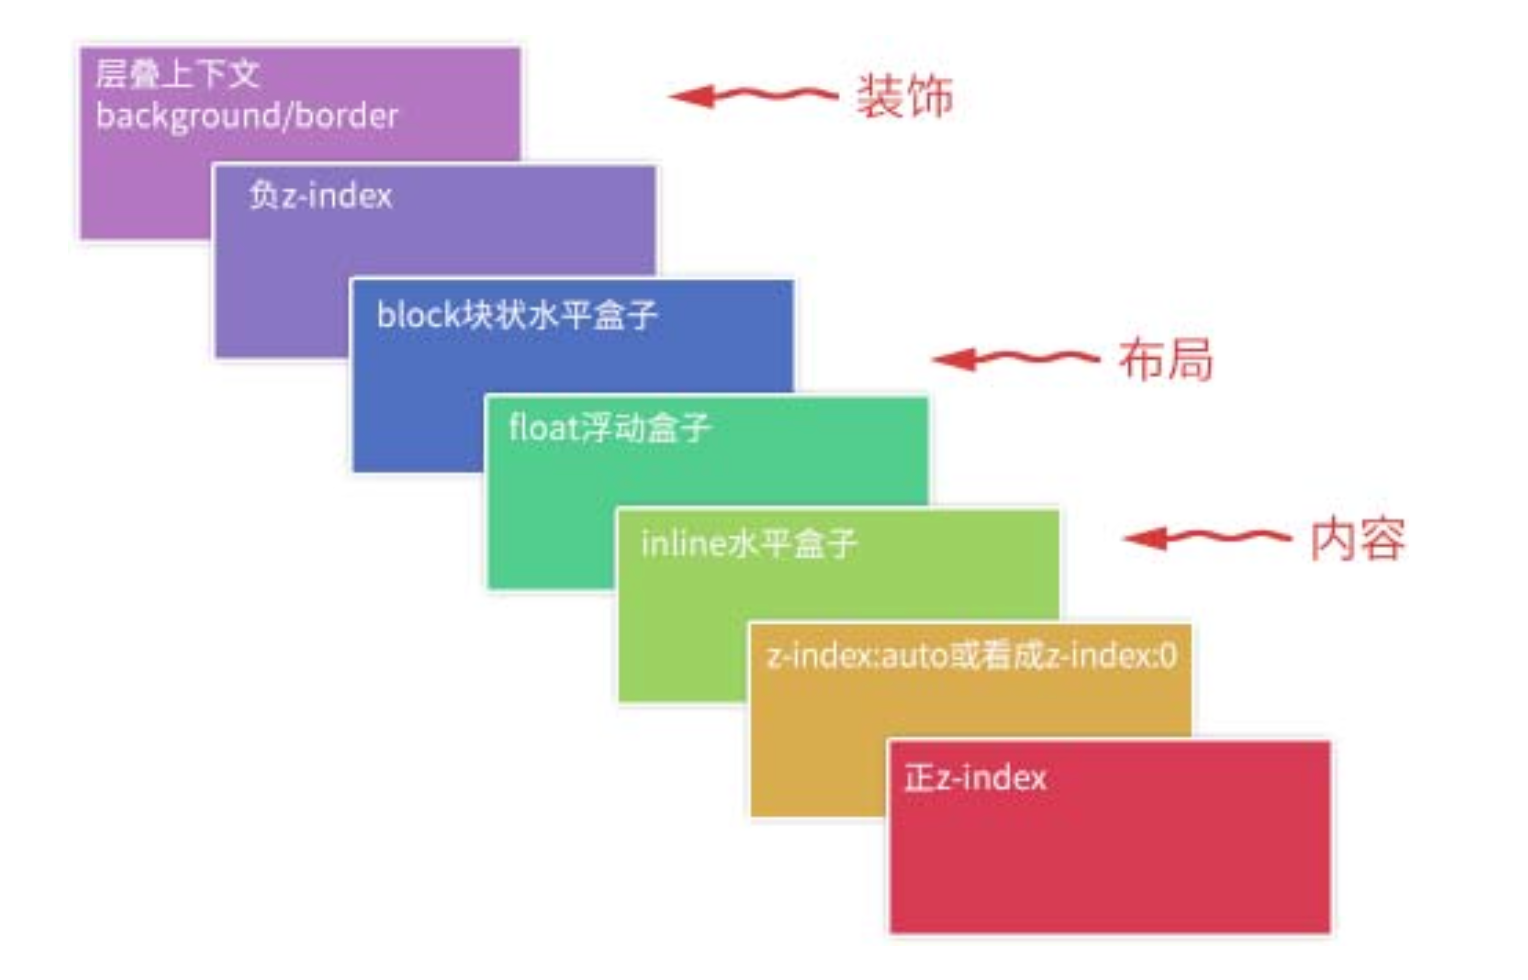 层叠上下文
background/border
装饰
负z-index
block块状水平盒子
布局
float浮动盒子
inline水平盒子
内容
z-index:auto或看成z-index:0
正z-index